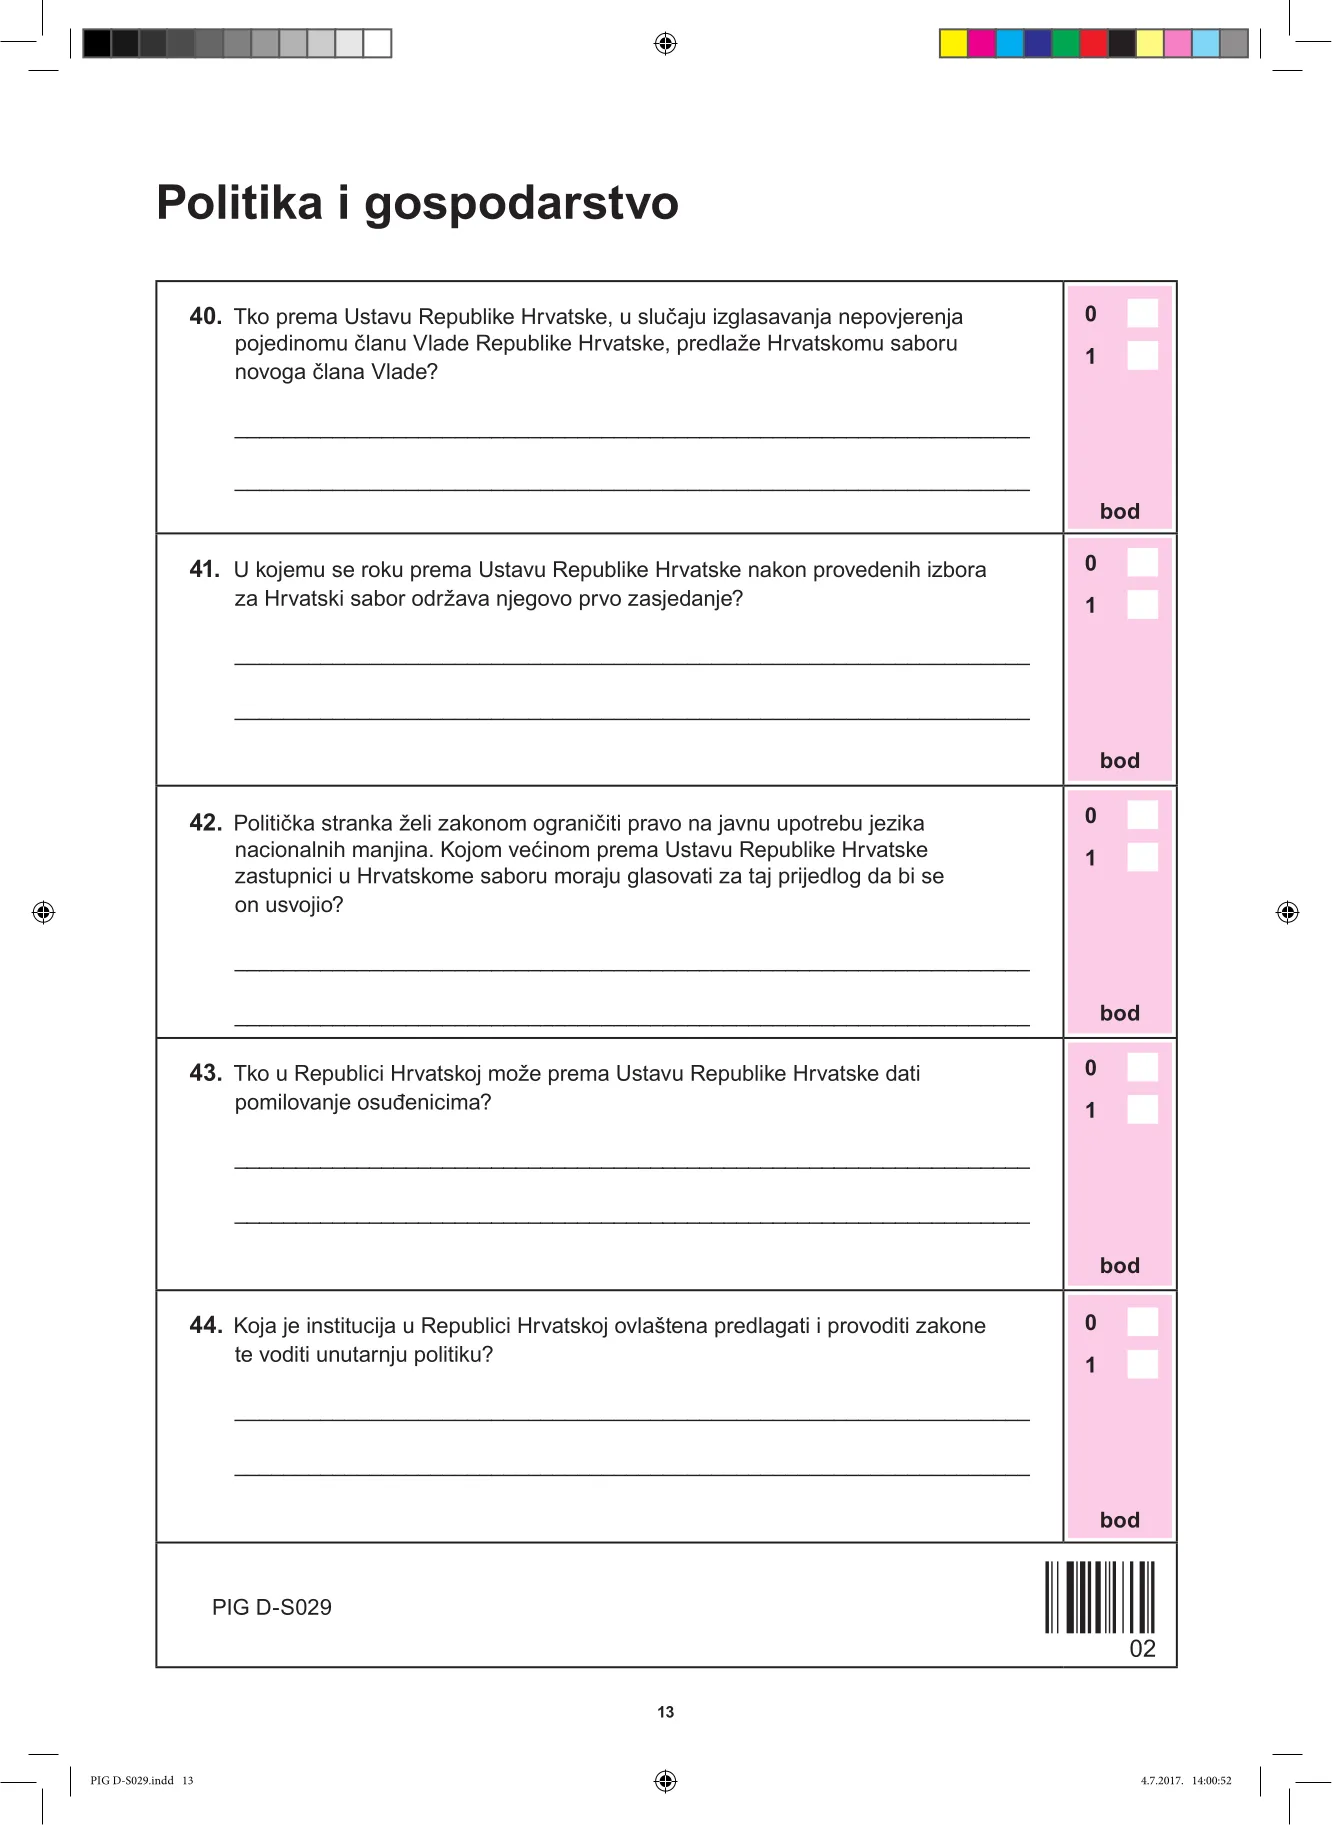 Politika i gospodarstvo
40. Tko prema Ustavu Republike Hrvatske, u slučaju izglasavanja nepovjerenja
pojedinomu članu Vlade Republike Hrvatske, predlaže Hrvatskomu saboru
novoga člana Vlade?
0
1
bod
41. U kojemu se roku prema Ustavu Republike Hrvatske nakon provedenih izbora
za Hrvatski sabor održava njegovo prvo zasjedanje?
0
1
bod
42. Politička stranka želi zakonom ograničiti pravo na javnu upotrebu jezika
nacionalnih manjina. Kojom većinom prema Ustavu Republike Hrvatske
zastupnici u Hrvatskome saboru moraju glasovati za taj prijedlog da bi se
on usvojio?
0
1
bod
43. Tko u Republici Hrvatskoj može prema Ustavu Republike Hrvatske dati
pomilovanje osuđenicima?
0
1
bod
44. Koja je institucija u Republici Hrvatskoj ovlaštena predlagati i provoditi zakone
te voditi unutarnju politiku?
0
1
bod
PIG D-S029
02
13
PIG D-S029.indd 13
4.7.2017. 14:00:52